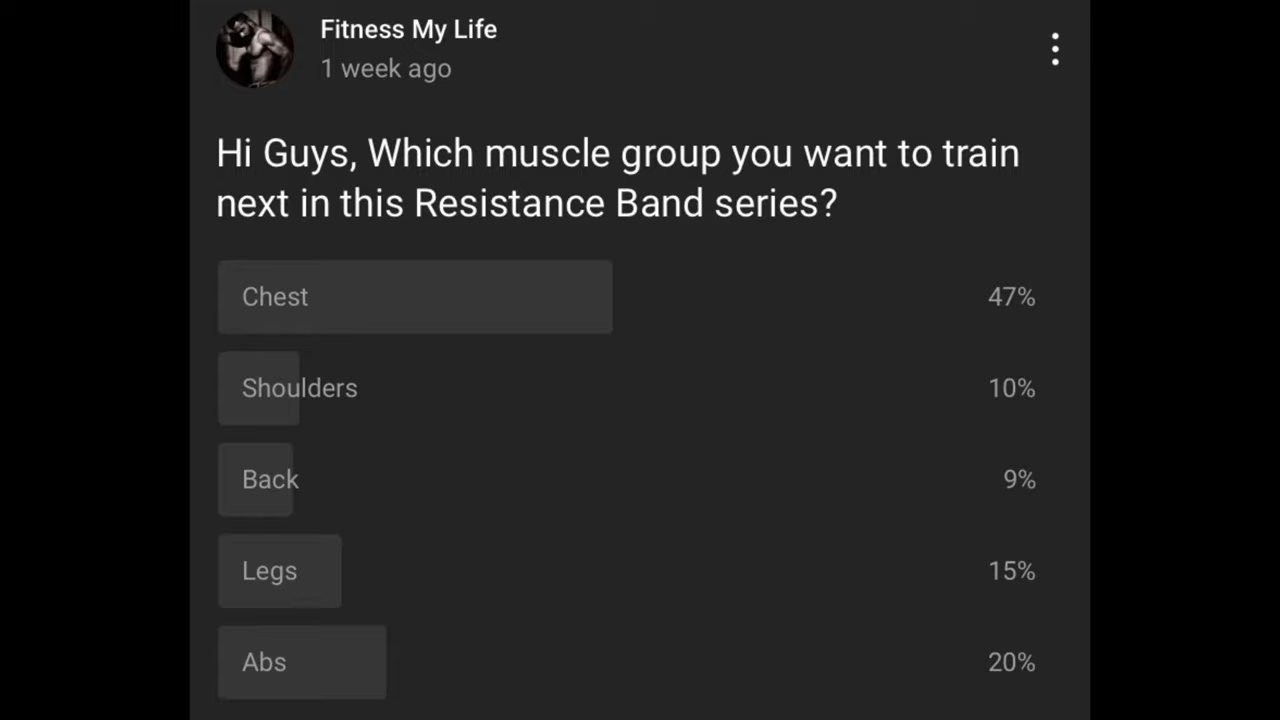 Fitness My Life
1 week ago
Hi Guys, Which muscle group you want to train
next in this Resistance Band series?
Chest 47%
Shoulders 10%
Back 9%
Legs 15%
Abs 20%